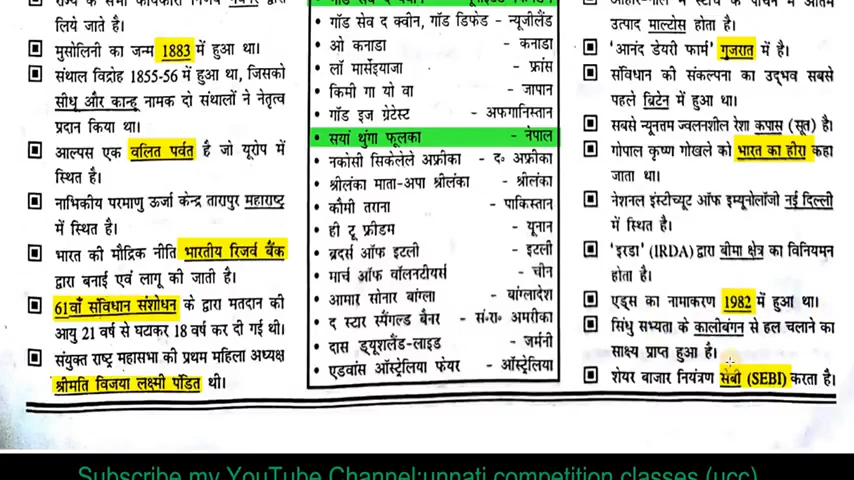 लिये जाते है।
मुसोलिनी का जन्म 1883 में हुआ था।
संथाल विद्रोह 1855-56 में हुआ था, जिसको
सीधू और कान्हू नामक दो संथालों ने नेतृत्व
प्रदान किया था।
आल्पस एक वलित पर्वत है जो यूरोप में
स्थित है।
नाभिकीय परमाणु ऊर्जा केन्द्र तारापुर महाराष्ट्र
में स्थित है।
भारत की मौद्रिक नीति भारतीय रिजर्व बैंक
द्वारा बनाई एवं लागू की जाती है।
61वाँ संविधान संशोधन के द्वारा मतदान की
आयु 21 वर्ष से घटाकर 18 वर्ष कर दी गई थी।
संयुक्त राष्ट्र महासभा की प्रथम महिला अध्यक्ष
श्रीमति विजया लक्ष्मी पंडित थी।
गॉड सेव द क्वीन, गॉड डिफेंड - न्यूजीलैंड
ओ कनाडा - कनाडा
लॉ मार्सेइयाजा - फ्रांस
किमी गा यो वा - जापान
गॉड इज ग्रेटेस्ट - अफगानिस्तान
सयां थुंगा फूलका - नेपाल
नकोसी सिकेलेले अफ्रीका - द० अफ्रीका
श्रीलंका माता-अपा श्रीलंका - श्रीलंका
कौमी तराना - पाकिस्तान
ही टू फ्रीडम - यूनान
ब्रदर्स ऑफ इटली - इटली
मार्च ऑफ वॉलनटीयर्स - चीन
आमार सोनार बांग्ला - बांग्लादेश
द स्टार स्पैंगल्ड बैनर - सं०रा० अमरीका
दास ड्यूशलैंड-लाइड - जर्मनी
एडवांस ऑस्ट्रेलिया फेयर - ऑस्ट्रेलिया
उत्पाद माल्टोस होता है।
'आनंद डेयरी फार्म' गुजरात में है।
संविधान की संकल्पना का उद्भव सबसे
पहले ब्रिटेन में हुआ था।
सबसे न्यूनतम ज्वलनशील रेशा कपास (सूत) है।
गोपाल कृष्ण गोखले को भारत का हीरा कहा
जाता था।
नेशनल इंस्टीच्यूट ऑफ इम्यूनोलॉजी नई दिल्ली
में स्थित है।
'इरडा' (IRDA) द्वारा बीमा क्षेत्र का विनियमन
होता है।
एड्स का नामाकरण 1982 में हुआ था।
सिंधु सभ्यता के कालीबंगन से हल चलाने का
साक्ष्य प्राप्त हुआ है।
शेयर बाजार नियंत्रण सेबी (SEBI) करता है।
Subscribe my YouTube Channel:unnati competition classes (ucc)